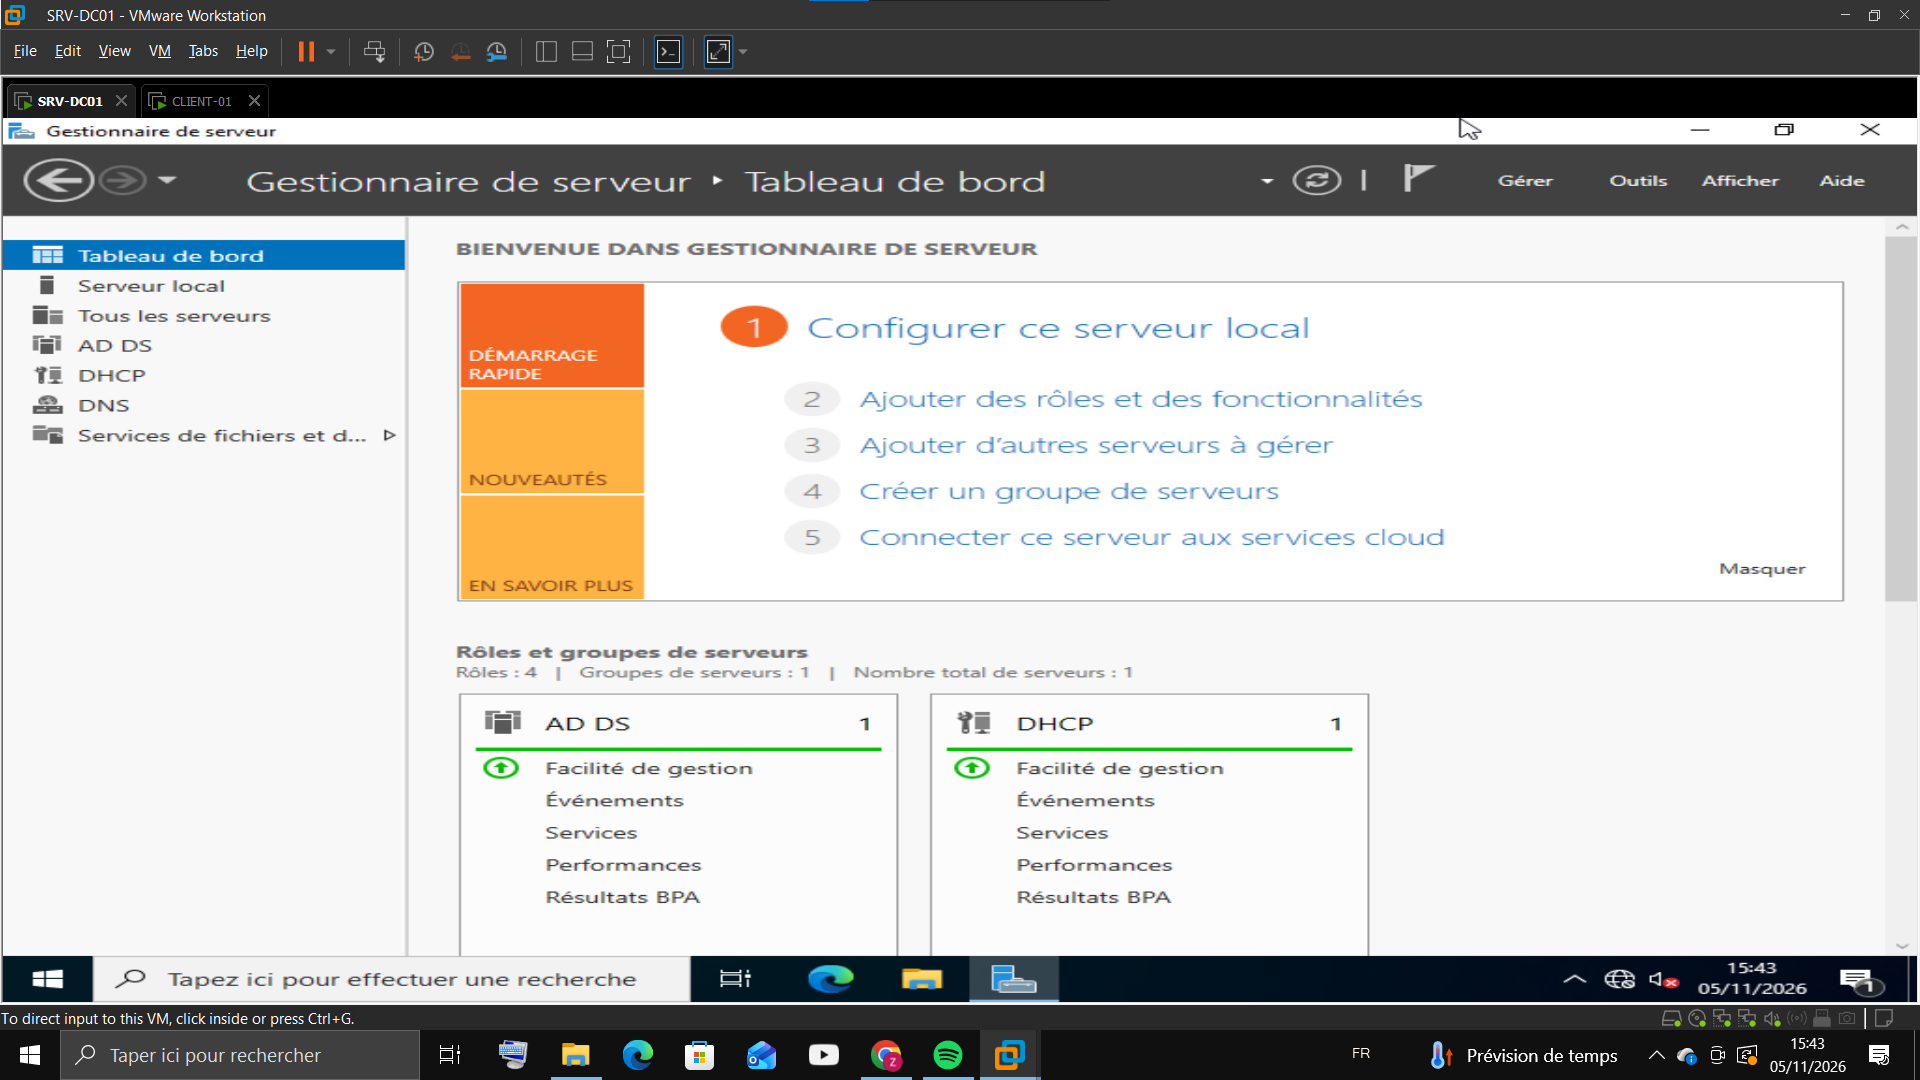 SRV-DC01 - VMware Workstation
File Edit View VM Tabs Help
SRV-DC01 CLIENT-01
Gestionnaire de serveur
Gestionnaire de serveur Tableau de bord Gérer Outils Afficher Aide
Tableau de bord
Serveur local
Tous les serveurs
AD DS
DHCP
DNS
Services de fichiers et d...
BIENVENUE DANS GESTIONNAIRE DE SERVEUR
DÉMARRAGE
RAPIDE
NOUVEAUTÉS
EN SAVOIR PLUS
1 Configurer ce serveur local
2 Ajouter des rôles et des fonctionnalités
3 Ajouter d’autres serveurs à gérer
4 Créer un groupe de serveurs
5 Connecter ce serveur aux services cloud
Masquer
Rôles et groupes de serveurs
Rôles : 4 | Groupes de serveurs : 1 | Nombre total de serveurs : 1
AD DS 1
Facilité de gestion
Événements
Services
Performances
Résultats BPA
DHCP 1
Facilité de gestion
Événements
Services
Performances
Résultats BPA
Tapez ici pour effectuer une recherche
15:43
05/11/2026
1
To direct input to this VM, click inside or press Ctrl+G.
Taper ici pour rechercher
Z
FR
Prévision de temps
15:43
05/11/2026